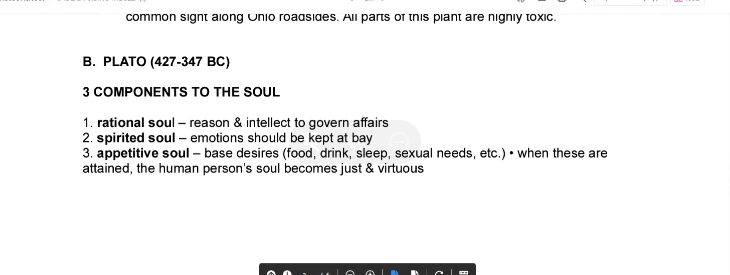 common sight along Ohio roadsides. All parts of this plant are highly toxic.
B. PLATO (427-347 BC)
3 COMPONENTS TO THE SOUL
1. rational soul – reason & intellect to govern affairs
2. spirited soul – emotions should be kept at bay
3. appetitive soul – base desires (food, drink, sleep, sexual needs, etc.) • when these are
attained, the human person's soul becomes just & virtuous